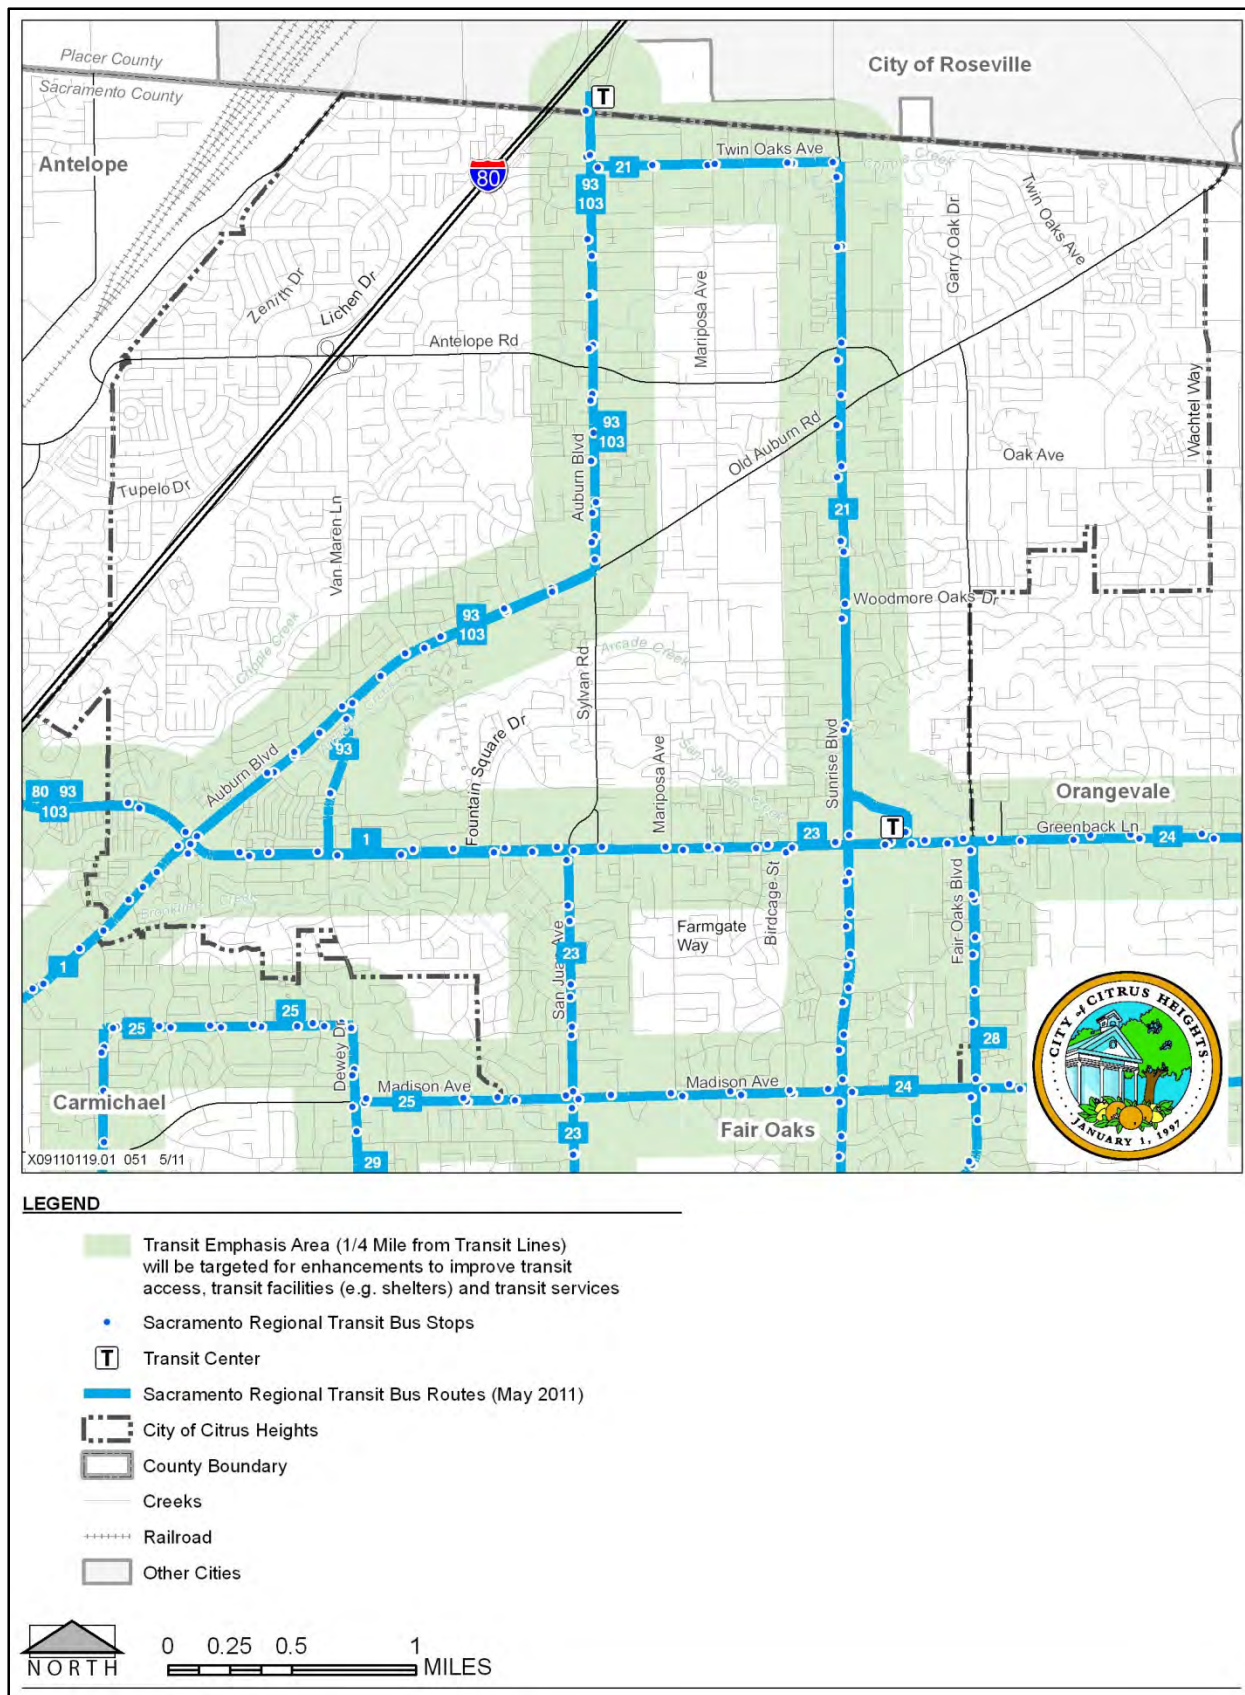 Placer County
Sacramento County
City of Roseville
Antelope
T
Twin Oaks Ave
21
80
93
103
Cripple Creek
Twin Oaks Ave
Garry Oak Dr
Zenith Dr
Lichen Dr
Mariposa Ave
Antelope Rd
Wachtel Way
93
103
Auburn Blvd
Old Auburn Rd
Oak Ave
Tupelo Dr
Van Maren Ln
21
Woodmore Oaks Dr
93
103
Cripple Creek
Arcade Creek
Sylvan Rd
Fountain Square Dr
Auburn Blvd
93
Mariposa Ave
San Juan
Sunrise Blvd
80 93
103
Orangevale
T
23
Greenback Ln
24
1
Birdcage St
Fair Oaks Blvd
Brooktree Creek
Farmgate
Way
San Juan Ave
23
1
25
25
28
Dewey Dr
Madison Ave
Madison Ave
24
25
Carmichael
Fair Oaks
23
29
CITY of CITRUS HEIGHTS
JANUARY 1, 1997
X09110119.01 051 5/11
LEGEND
Transit Emphasis Area (1/4 Mile from Transit Lines)
will be targeted for enhancements to improve transit
access, transit facilities (e.g. shelters) and transit services
Sacramento Regional Transit Bus Stops
T Transit Center
Sacramento Regional Transit Bus Routes (May 2011)
City of Citrus Heights
County Boundary
Creeks
Railroad
Other Cities
NORTH
0 0.25 0.5 1
MILES